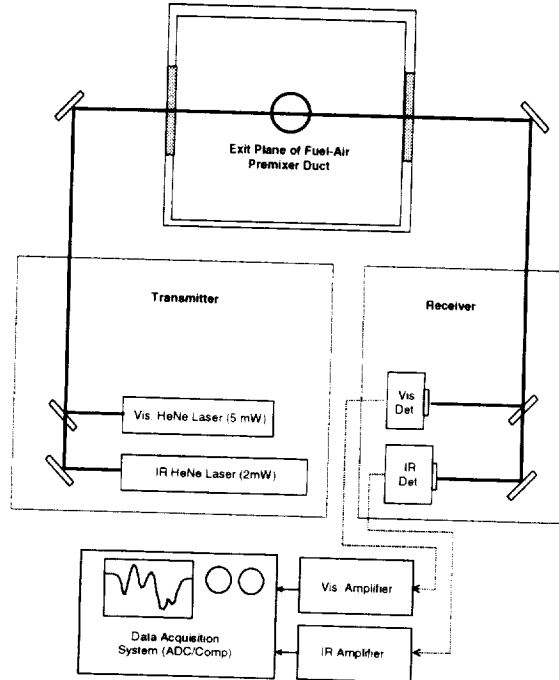 Exit Plane of Fuel-Air
Premixer Duct
Transmitter
Receiver
Vis. HeNe Laser (5 mW)
IR HeNe Laser (2mW)
Vis
Det
IR
Det
Data Acquisition
System (ADC/Comp)
Vis Amplifier
IR Amplifier